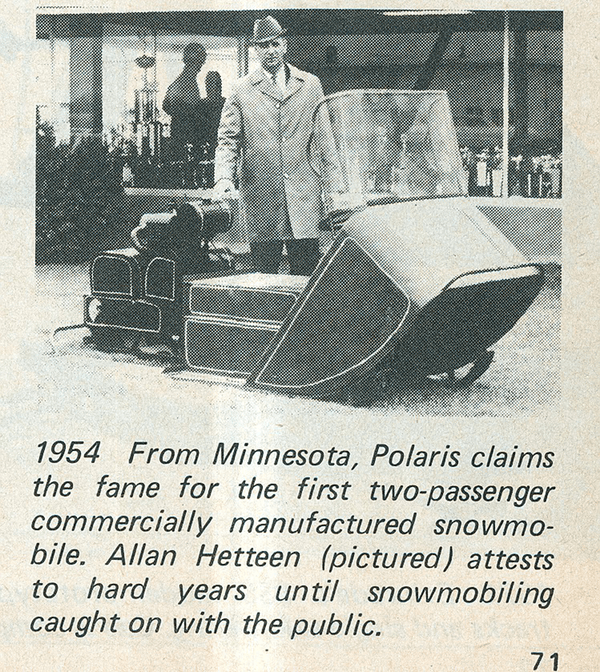 1954 From Minnesota, Polaris claims
the fame for the first two-passenger
commercially manufactured snowmo-
bile. Allan Hetteen (pictured) attests
to hard years until snowmobiling
caught on with the public.
71